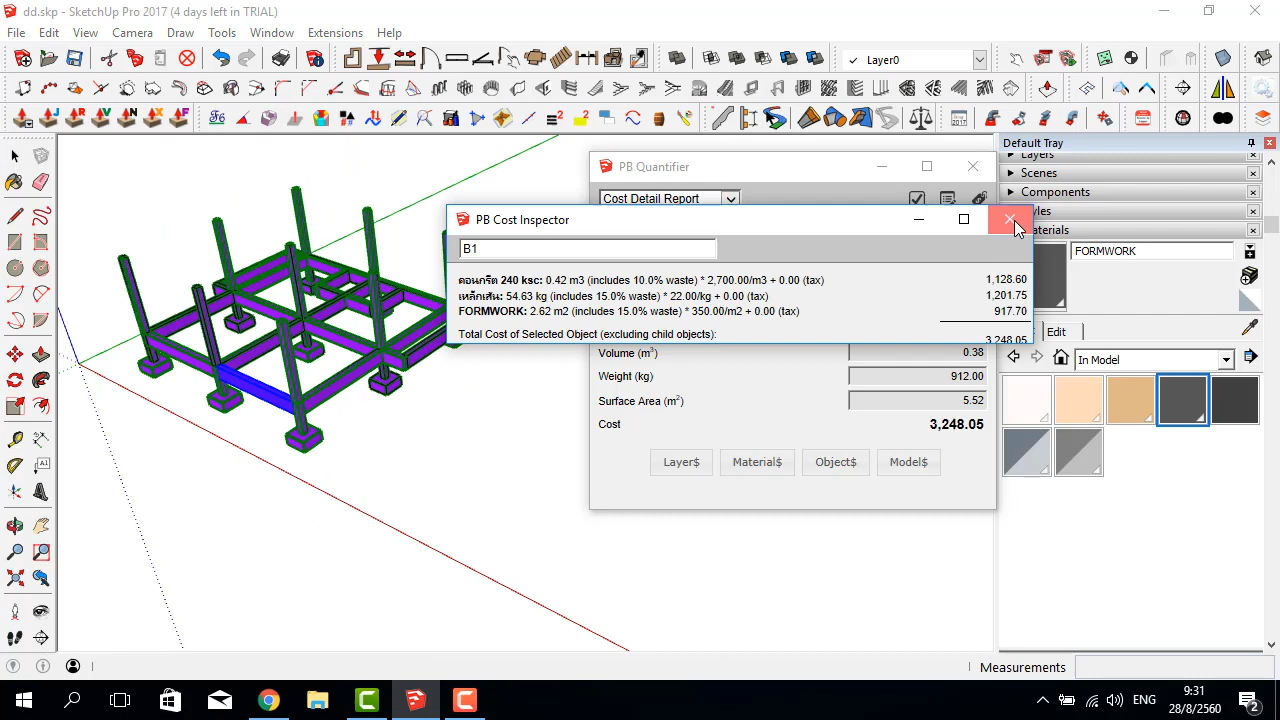 dd.skp - SketchUp Pro 2017 (4 days left in TRIAL)
File Edit View Camera Draw Tools Window Extensions Help
Layer0
Default Tray
Layers
Scenes
Components
yles
aterials
FORMWORK
Edit
In Model
PB Quantifier
Cost Detail Report
PB Cost Inspector
B1
คอนกรีต 240 ksc: 0.42 m3 (includes 10.0% waste) * 2,700.00/m3 + 0.00 (tax) 1,128.60
เหล็กเส้น: 54.63 kg (includes 15.0% waste) * 22.00/kg + 0.00 (tax) 1,201.75
FORMWORK: 2.62 m2 (includes 15.0% waste) * 350.00/m2 + 0.00 (tax) 917.70
Total Cost of Selected Object (excluding child objects): 3,248.05
Volume (m³) 0.38
Weight (kg) 912.00
Surface Area (m²) 5.52
Cost 3,248.05
Layer$ Material$ Object$ Model$
Measurements
ENG
9:31
28/8/2560
2